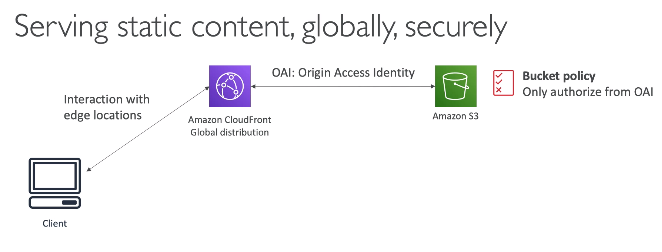 Serving static content, globally, securely
OAI: Origin Access Identity
Bucket policy
Only authorize from OAI
Interaction with
edge locations
Amazon CloudFront
Global distribution
Amazon S3
Client